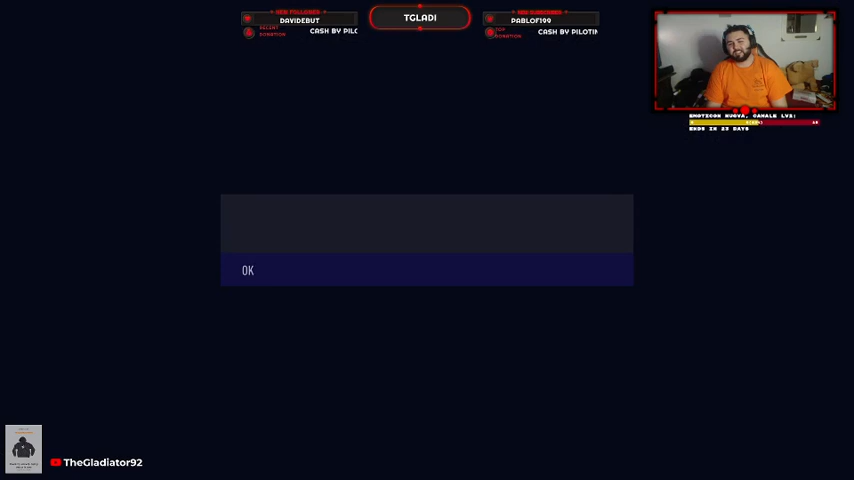 NEW FOLLOWER
DAVIDEBUT
RECENT DONATION
CASH BY PILO
TGLADI
NEW SUBSCRIBER
PABLOF199
TOP DONATION
CASH BY PILOTIN
EMOTICON NUOVA, CANALE LV2:
ENDS IN 23 DAYS
OK
TheGladiator92